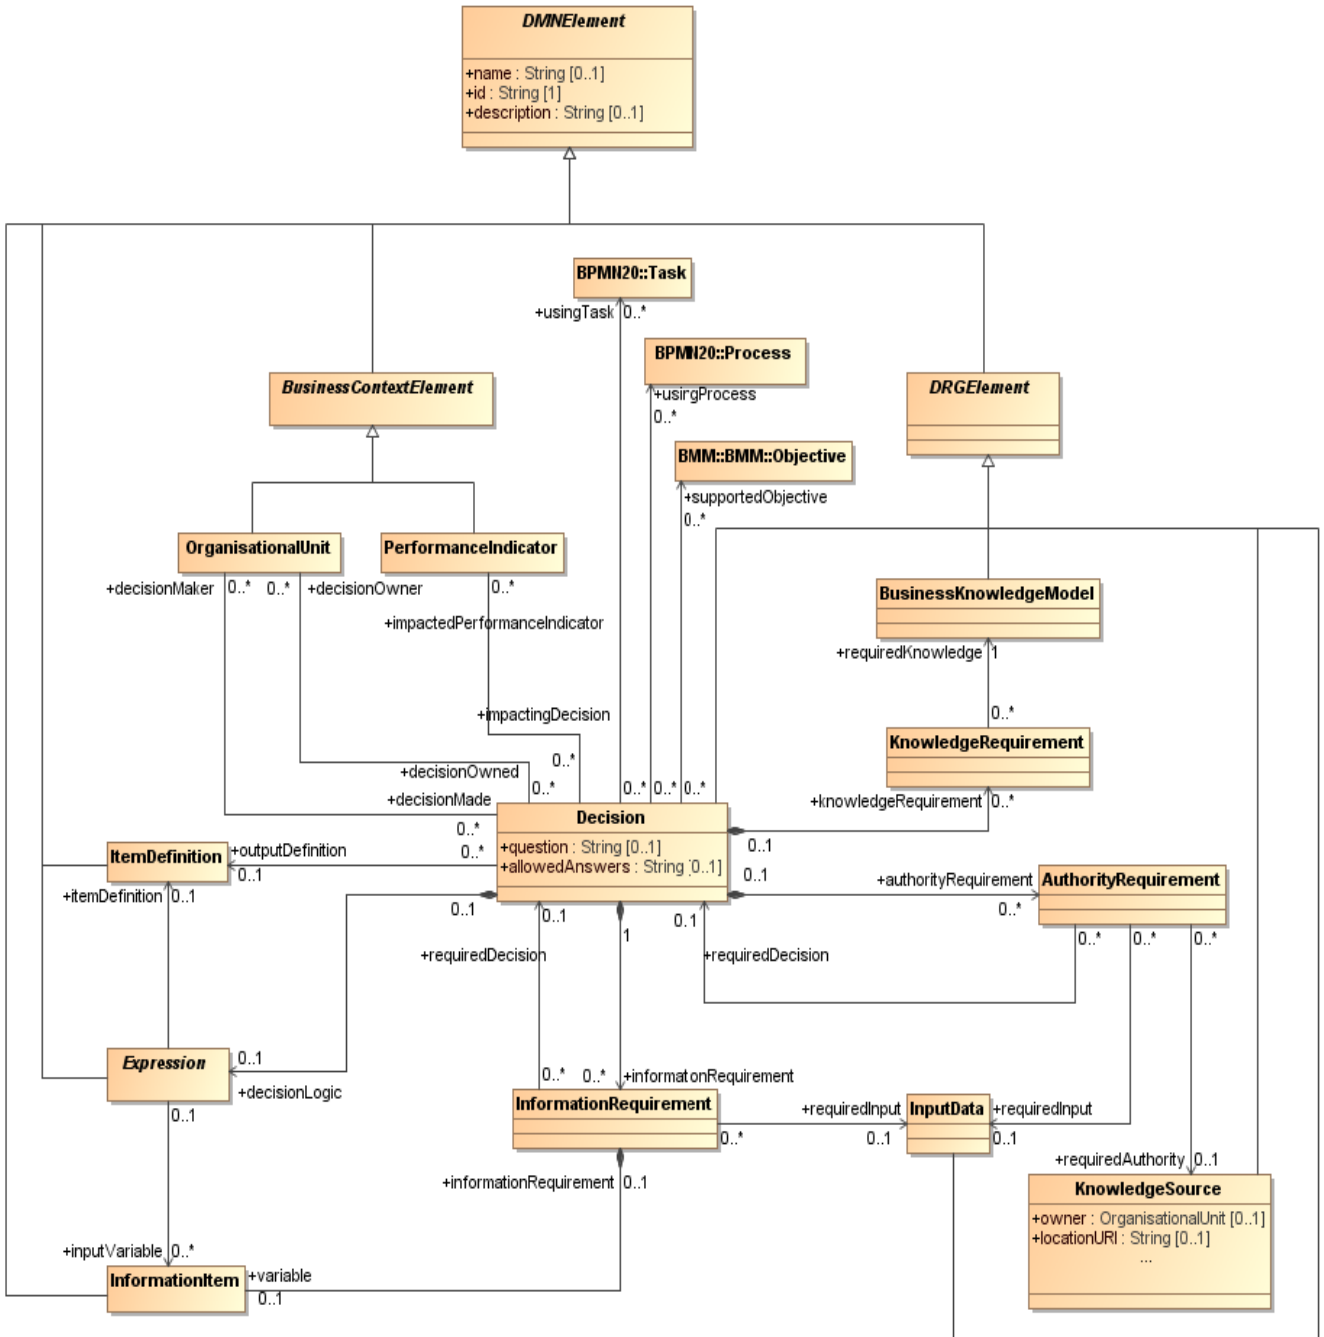 DMNElement
+name : String [0..1]
+id : String [1]
+description : String [0..1]
BPMN20::Task
+usingTask 0..*
BPMN20::Process
+usingProcess
0..*
BusinessContextElement
DRGElement
BMM::BMM::Objective
+supportedObjective
0..*
OrganisationalUnit
PerformanceIndicator
+decisionMaker 0..* 0..* +decisionOwner
0..*
+impactedPerformanceIndicator
BusinessKnowledgeModel
+requiredKnowledge 1
0..*
+impactingDecision
0..*
KnowledgeRequirement
+decisionOwned
0..* 0..* 0..* 0..*
+decisionMade
0..*
+knowledgeRequirement 0..*
Decision
+question : String [0..1]
+allowedAnswers : String [0..1]
0..1
ItemDefinition
+outputDefinition
0..*
0..1
+itemDefinition 0..1
0..1
+authorityRequirement
0..*
AuthorityRequirement
0..1
0..1
1
0..1
0..* 0..* 0..*
+requiredDecision
+requiredDecision
Expression
0..1
+decisionLogic
0..1
0..* 0..* +informatonRequirement
InformationRequirement
0..*
+requiredInput
0..1
InputData
+requiredInput
0..1
+informationRequirement 0..1
+requiredAuthority 0..1
KnowledgeSource
+owner : OrganisationalUnit [0..1]
+locationURI : String [0..1]
...
+inputVariable 0..*
InformationItem
+variable
0..1